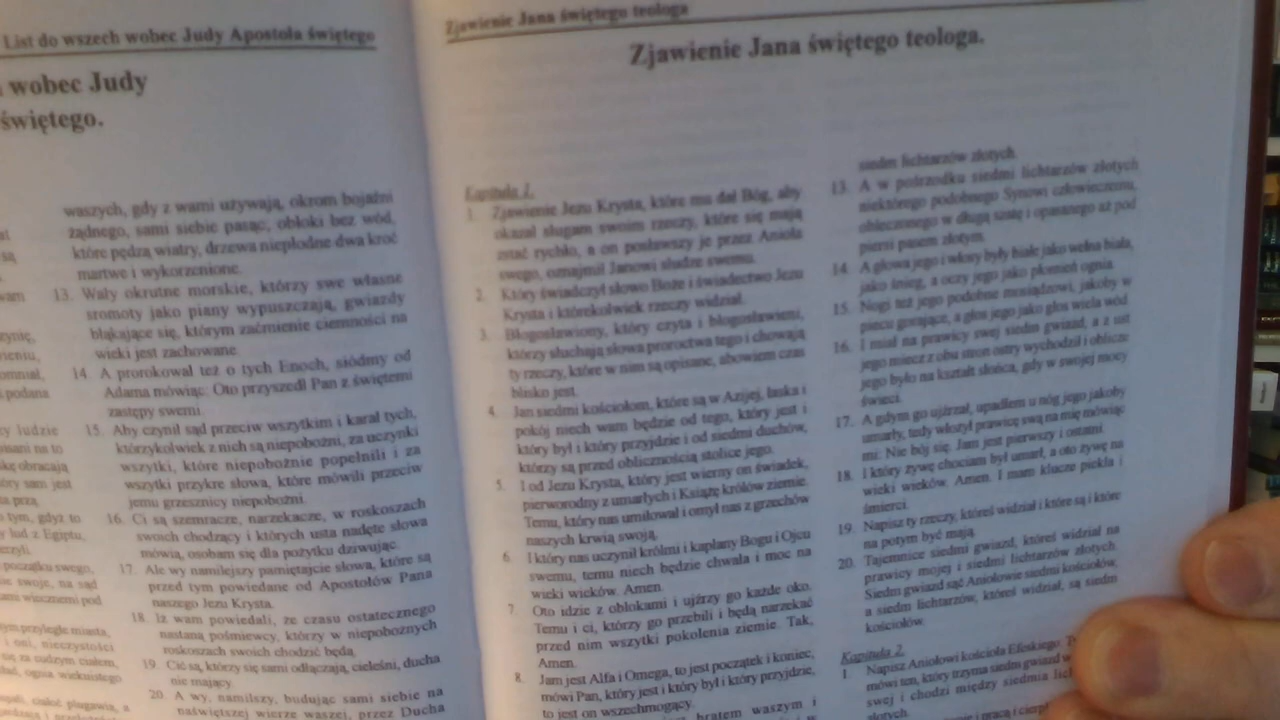 List do wszech wobec Judy Apostoła świętego
wobec Judy
świętego.
waszych, gdy z wami używają, okrom bojaźni
żadnego, sami siebie pasąc, obłoki bez wód,
które pędzą wiatry, drzewa niepłodne dwa kroć
martwe i wykorzenione.
13. Wały okrutne morskie, którzy swe własne
sromoty jako piany wypuszczają, gwiazdy
błąkające się, którym zaćmienie ciemności na
wieki jest zachowane.
14. A prorokował też o tych Enoch, siódmy od
Adama mówiąc: Oto przyszedł Pan z świętemi
zastępy swemi.
15. Aby czynił sąd przeciw wszytkim i karał tych,
którzykolwiek z nich są niepobożni, za uczynki
wszytki, które niepobożnie popełnili i za
wszytki przykre słowa, które mówili przeciw
jemu grzesznicy niepobożni.
16. Ci są szemracze, narzekacze, w roskoszach
swoich chodzący i których usta nadęte słowa
mówią, osobam się dla pożytku dziwując.
17. Ale wy namilejszy pamiętajcie słowa, które są
przed tym powiedane od Apostołów Pana
naszego Jezu Krysta.
18. Iż wam powiedali, że czasu ostatecznego
nastaną pośmiewcy, którzy w niepobożnych
roskoszach swoich chodzić będą.
19. Cić są, którzy się sami odłączają, cieleśni, ducha
nie mający.
20. A wy, namilszy, budując sami siebie na
naświętszej wierze waszej, przez Ducha
Zjawienie Jana świętego teologa
Zjawienie Jana świętego teologa.
Kapituła 1.
1. Zjawienie Jezu Krysta, które mu dał Bóg, aby
okazał sługam swoim rzeczy, które się mają
zstać rychło, a on posławszy je przez Anioła
swego, oznajmił Janowi słudze swemu.
2. Który świadczył słowo Boże i świadectwo Jezu
Krysta i którekolwiek rzeczy widział.
3. Błogosławiony, który czyta i błogosławieni,
którzy słuchają słowa proroctwa tego i chowają
ty rzeczy, które w nim są opisane, abowiem czas
blisko jest.
4. Jan siedmi kościołom, które są w Azijej, łaska i
pokój niech wam będzie od tego, który jest i
który był i który przyjdzie i od siedmi duchów,
którzy są przed oblicznością stolice jego.
5. I od Jezu Krysta, który jest wierny on świadek,
pierworodny z umarłych i Książę królów ziemie.
Temu, który nas umiłował i omył nas z grzechów
naszych krwią swoją.
6. I który nas uczynił królmi i kapłany Bogu i Ojcu
swemu, temu niech będzie chwała i moc na
wieki wieków. Amen.
7. Oto idzie z obłokami i ujźrzy go każde oko.
Temu i ci, którzy go przebili i będą narzekać
przed nim wszytki pokolenia ziemie. Tak,
Amen.
8. Jam jest Alfa i Omega, to jest początek i koniec,
mówi Pan, który jest i który był i który przyjdzie,
to jest on wszechmogący.
bratem waszym i
siedm lichtarzów złotych.
13. A w pośrzodku siedmi lichtarzów złotych
niektórego podobnego Synowi człowieczemu,
obleczonego w długą szatę i opasanego aż pod
piersi pasem złotym.
14. A głowa jego i włosy były białe jako wełna biała,
jako śnieg, a oczy jego jako płomień ognia.
15. Nogi też jego podobne mosiądzowi, jakoby w
piecu gorające, a głos jego jako głos wiela wód.
16. I miał na prawicy swej siedm gwiazd, a z ust
jego miecz z obu stron ostry wychodził i oblicze
jego było na kształt słońca, gdy w swojej mocy
świeci.
17. A gdym go ujźrzał, upadłem u nóg jego jakoby
umarły, tedy włożył prawicę swą na mię mówiąc
mi: Nie bój się. Jam jest pierwszy i ostatni.
18. I który żywę chociam był umarł, a oto żywę na
wieki wieków. Amen. I mam klucze piekła i
śmierci.
19. Napisz ty rzeczy, któreś widział i które są i które
na potym być mają.
20. Tajemnice siedmi gwiazd, któreś widział na
prawicy mojej i siedmi lichtarzów złotych.
Siedm gwiazd sąć Aniołowie siedmi kościołów,
a siedm lichtarzów, któreś widział, są siedm
kościołów.
Kapituła 2.
1. Napisz Aniołowi kościoła Efeskiego:
mówi ten, który trzyma siedm gwiazd w
swej i chodzi między siedmia
złotych.